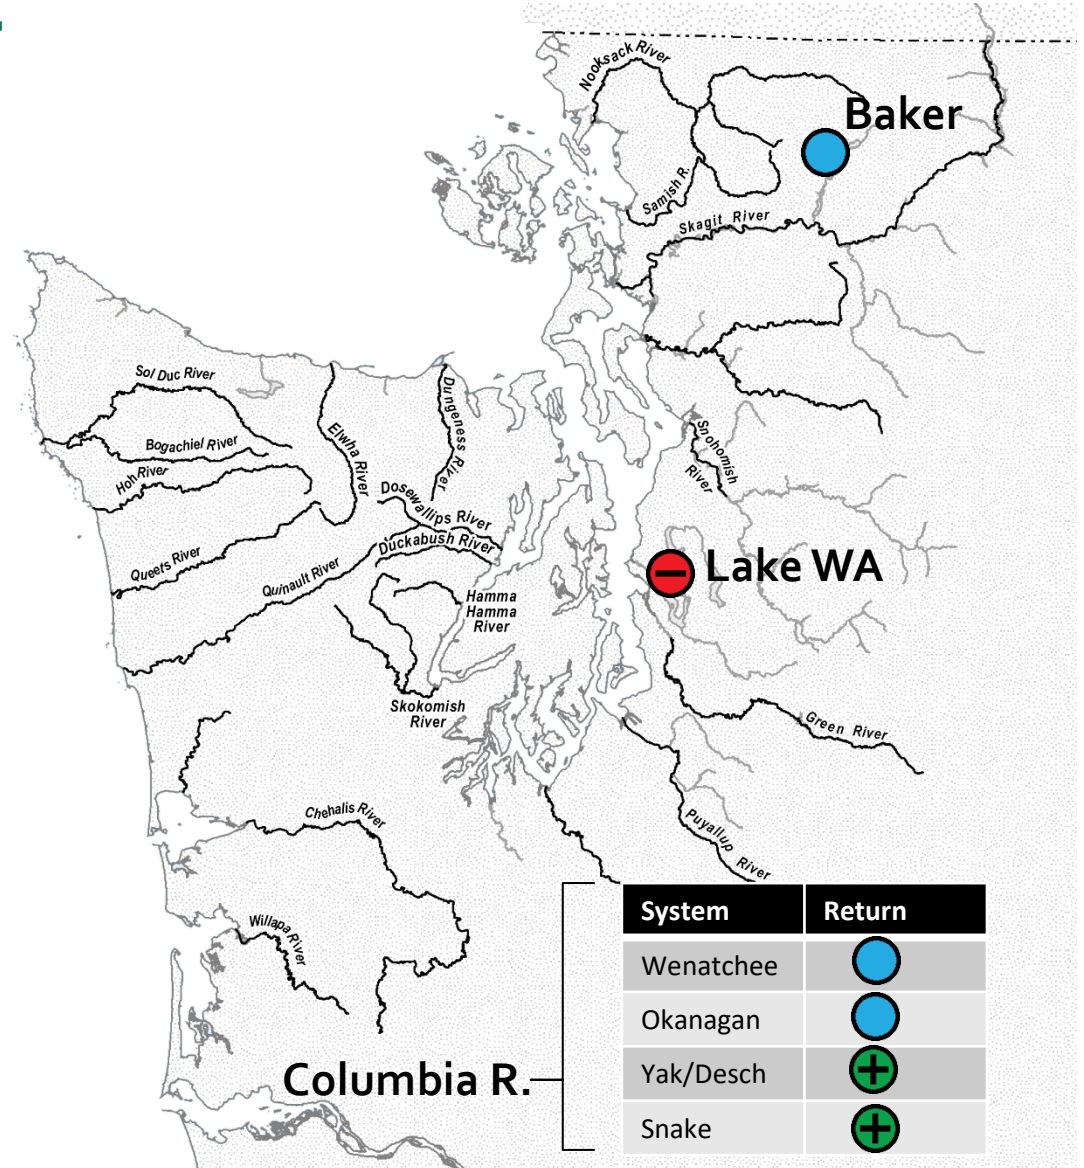 Nooksack River
Baker
Samish R.
Skagit River
Sol Duc River
Bogachiel River
Hoh River
Elwha River
Dungeness River
Snohomish
River
Dosewallips River
Duckabush River
Queets River
Quinault River
Lake WA
Hamma
Hamma
River
Skokomish
River
Green River
Chehalis River
Puyallup
River
Willapa River
Columbia R.
System Return
Wenatchee
Okanagan
Yak/Desch +
Snake +